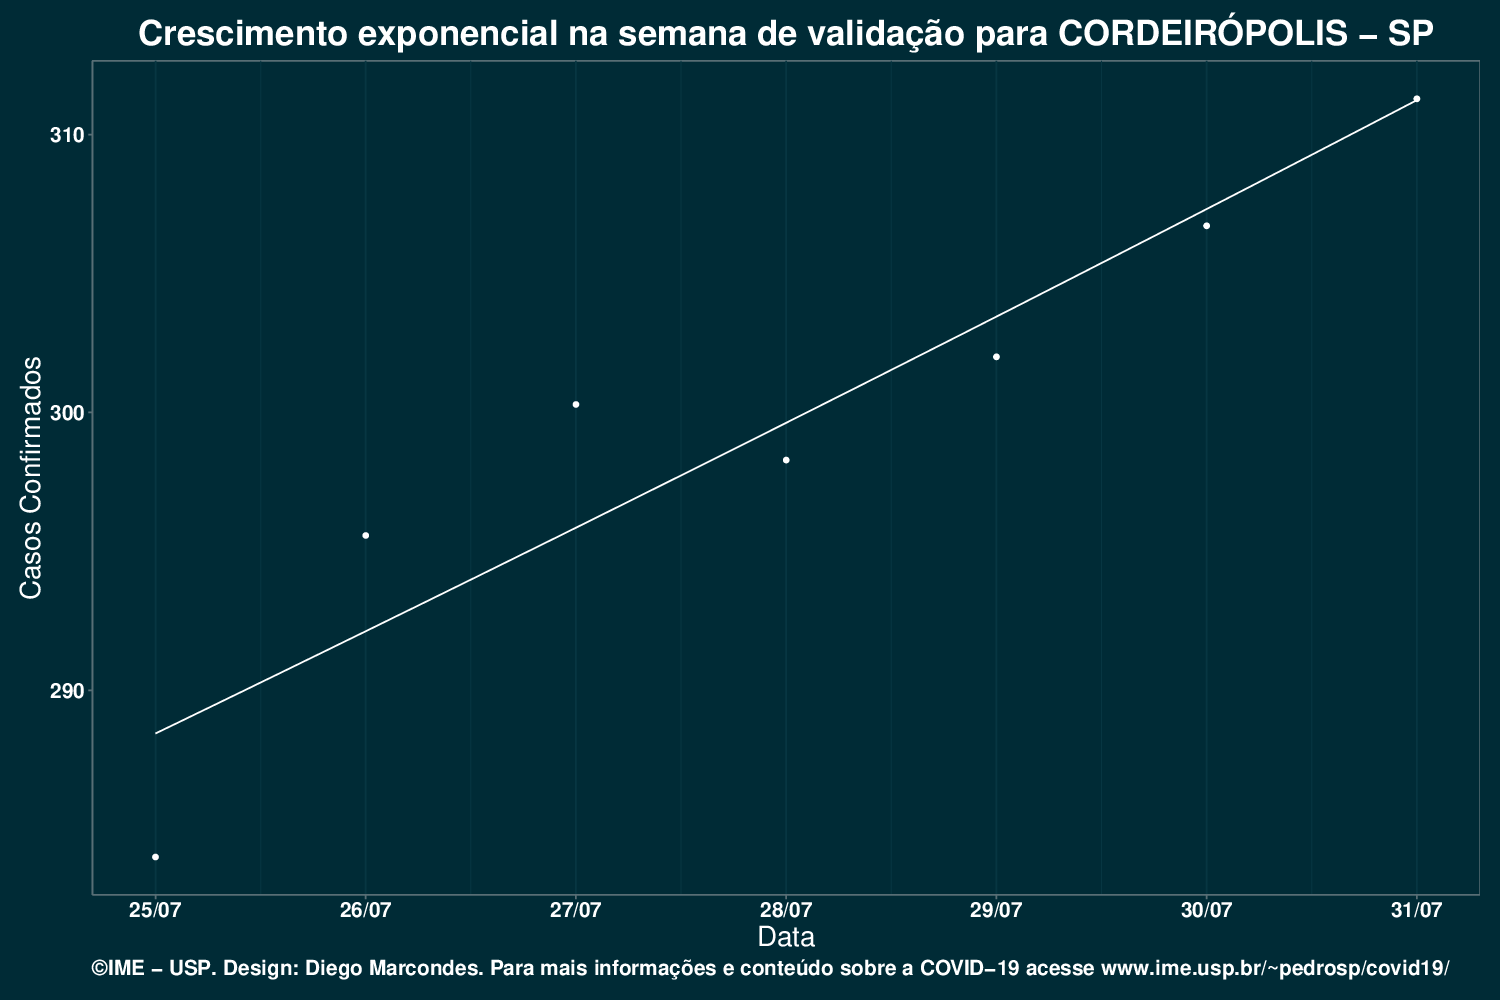 Crescimento exponencial na semana de validação para CORDEIRÓPOLIS – SP
Casos Confirmados
310
300
290
25/07 26/07 27/07 28/07 29/07 30/07 31/07
Data
©IME – USP. Design: Diego Marcondes. Para mais informações e conteúdo sobre a COVID–19 acesse www.ime.usp.br/~pedrosp/covid19/